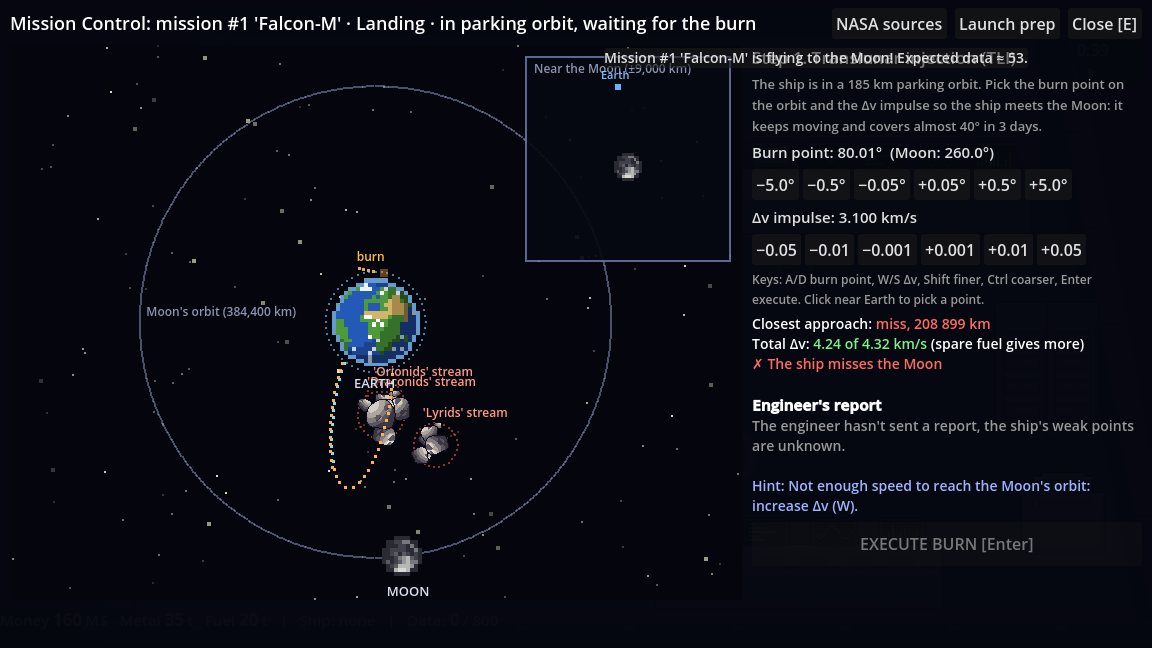 Mission Control: mission #1 'Falcon-M' · Landing · in parking orbit, waiting for the burn
NASA sources
Launch prep
Close [E]
Mission #1 'Falcon-M' is flying to the Moon. Expected data +53.
Near the Moon (±9,000 km)
Earth
The ship is in a 185 km parking orbit. Pick the burn point on
the orbit and the Δv impulse so the ship meets the Moon: it
keeps moving and covers almost 40° in 3 days.
Burn point: 80.01° (Moon: 260.0°)
−5.0° −0.5° −0.05° +0.05° +0.5° +5.0°
Δv impulse: 3.100 km/s
−0.05 −0.01 −0.001 +0.001 +0.01 +0.05
Keys: A/D burn point, W/S Δv, Shift finer, Ctrl coarser, Enter
execute. Click near Earth to pick a point.
Closest approach: miss, 208 899 km
Total Δv: 4.24 of 4.32 km/s (spare fuel gives more)
✗ The ship misses the Moon
Engineer's report
The engineer hasn't sent a report, the ship's weak points
are unknown.
Hint: Not enough speed to reach the Moon's orbit:
increase Δv (W).
EXECUTE BURN [Enter]
burn
Moon's orbit (384,400 km)
'Orionids' stream
EARTH
'Draconids' stream
'Lyrids' stream
MOON
Money 160